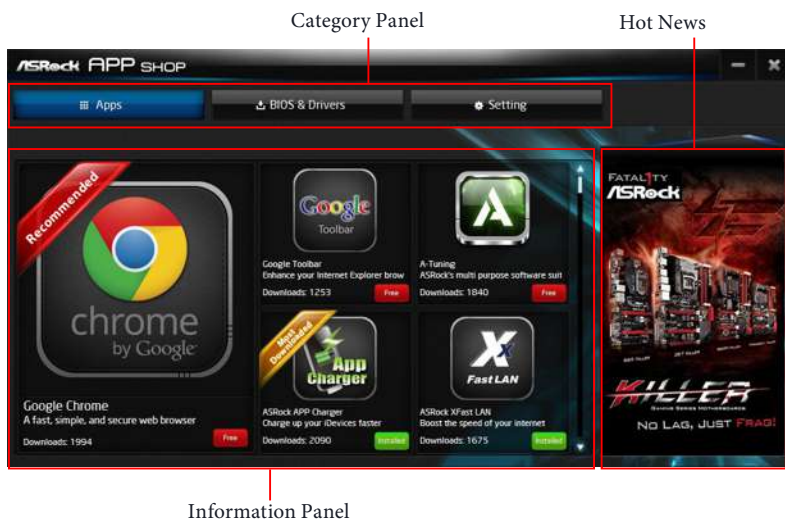 Category Panel
Hot News
ASRock APP SHOP
Apps
BIOS & Drivers
Setting
Recommended
chrome
by Google
Google Chrome
A fast, simple, and secure web browser
Downloads: 1994
Free
Google
Toolbar
Google Toolbar
Enhance your Internet Explorer brow
Downloads: 1253
Free
A-Tuning
ASRock's multi purpose software suit
Downloads: 1840
Free
Most Downloaded
App
Charger
ASRock APP Charger
Charge up your iDevices faster
Downloads: 2090
Installed
X
Fast LAN
ASRock XFast LAN
Boost the speed of your internet
Downloads: 1675
Installed
FATAL1TY
ASRock
KILLER
GAMING SERIES MOTHERBOARDS
NO LAG, JUST FRAG!
Information Panel